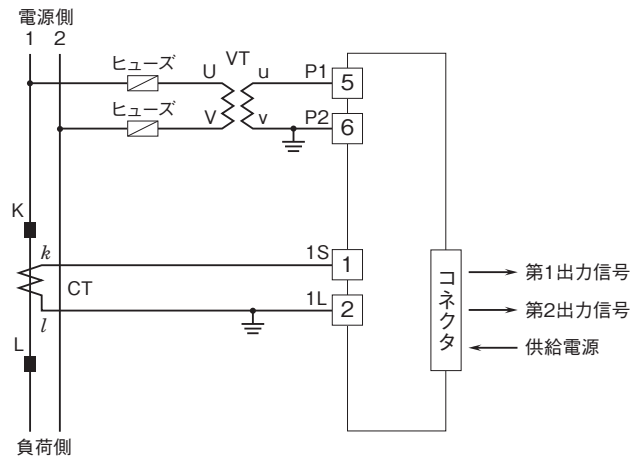 電源側
1 2
ヒューズ U VT u P1 5
ヒューズ V v P2 6
K
k 1S 1
CT
l 1L 2
L
コネクタ
第1出力信号
第2出力信号
供給電源
負荷側